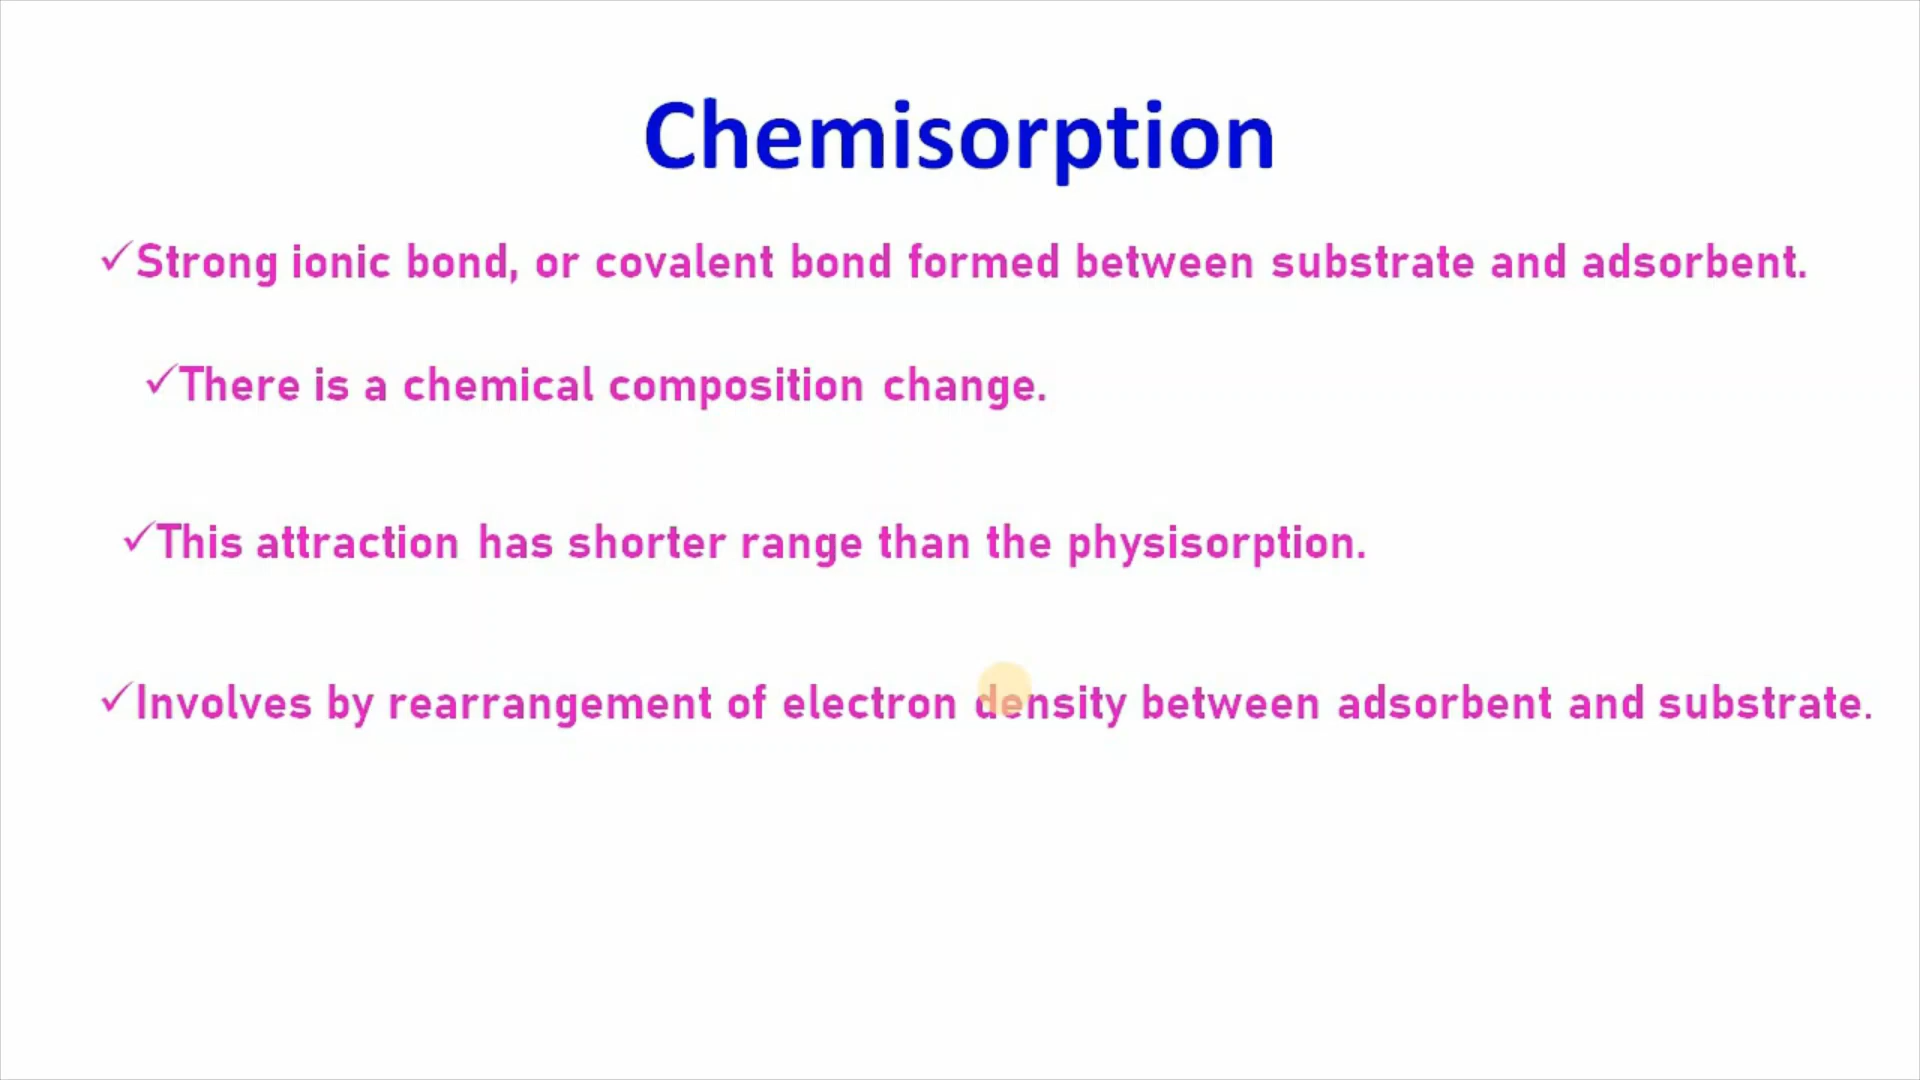 Chemisorption
✓Strong ionic bond, or covalent bond formed between substrate and adsorbent.
✓There is a chemical composition change.
✓This attraction has shorter range than the physisorption.
✓Involves by rearrangement of electron density between adsorbent and substrate.